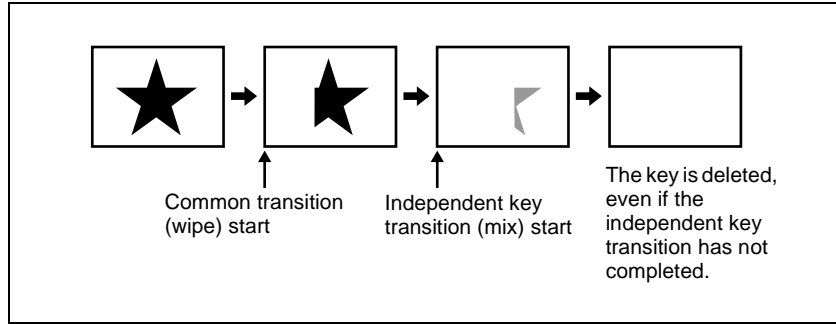 Common transition
(wipe) start
Independent key
transition (mix) start
The key is deleted,
even if the
independent key
transition has not
completed.